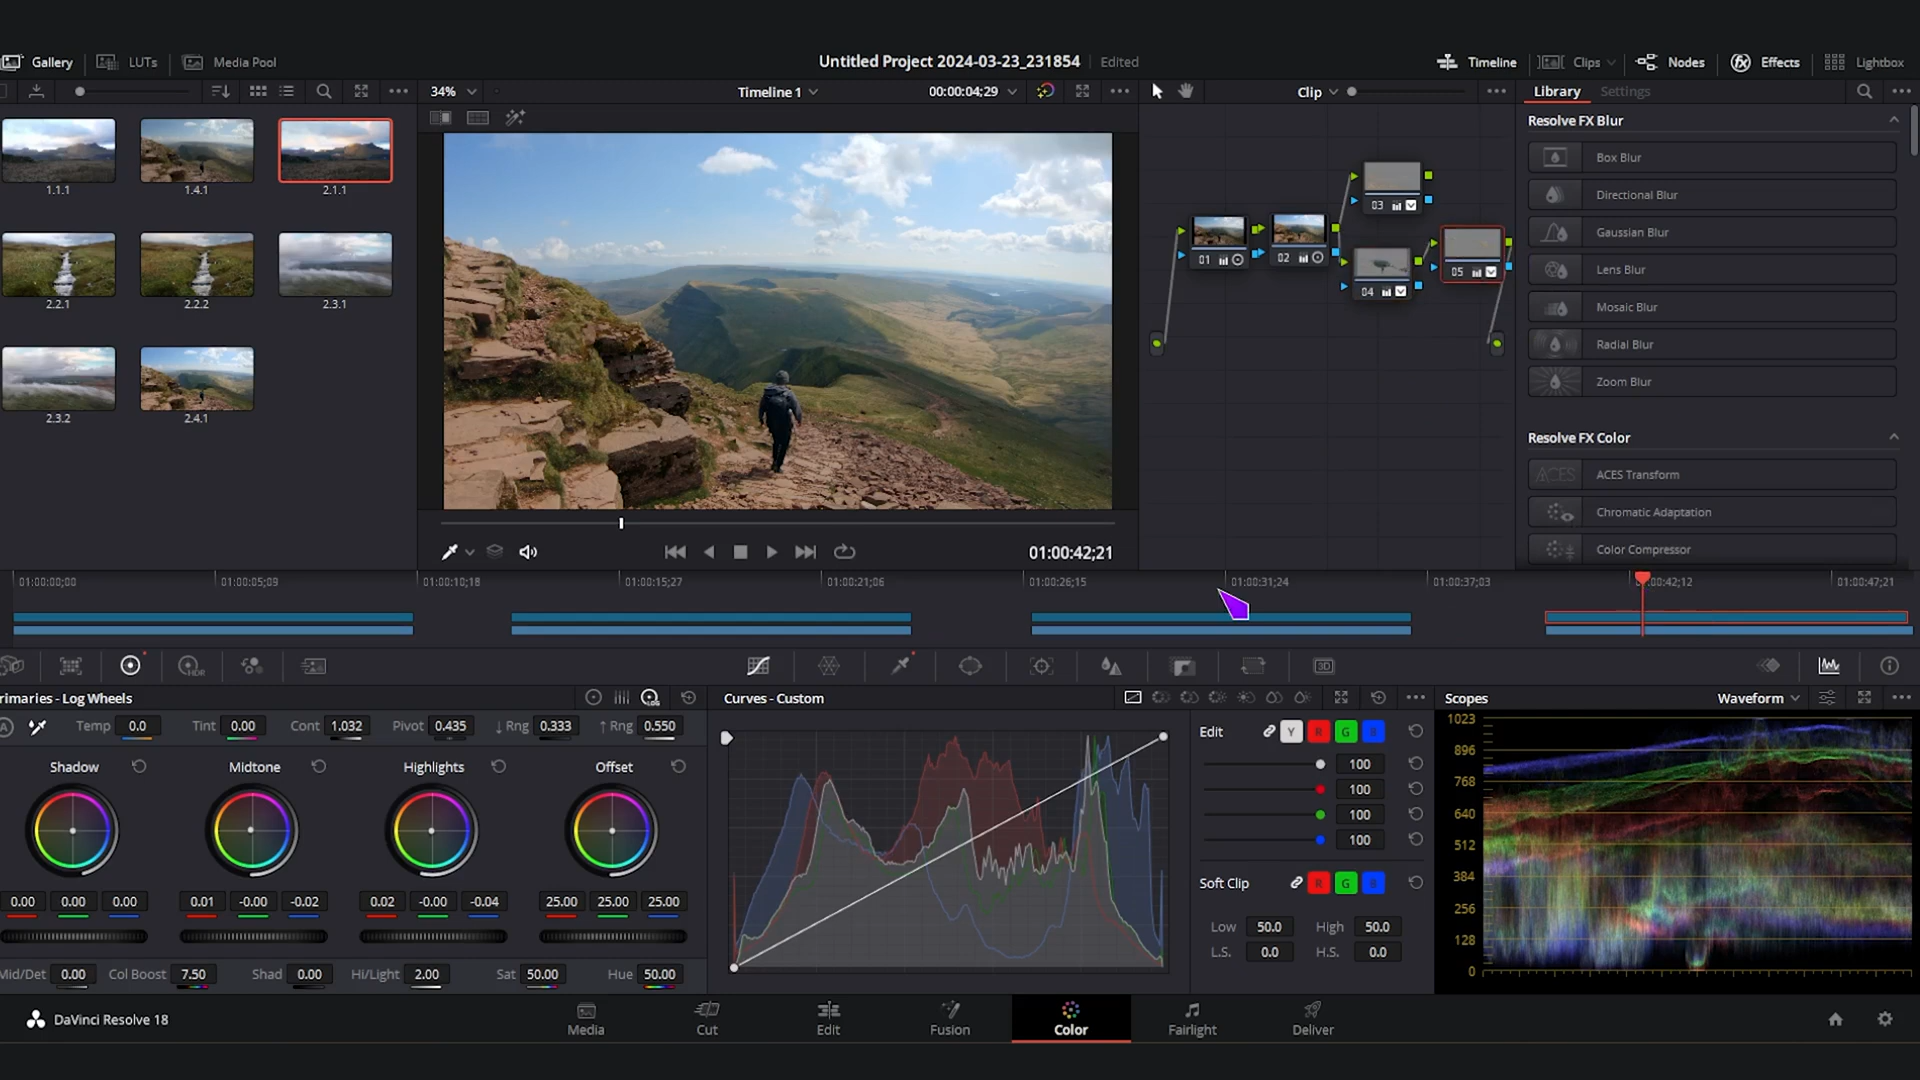 Gallery LUTs Media Pool Untitled Project 2024-03-23_231854 Edited Timeline Clips Nodes Effects Lightbox
34% Timeline 1 00:00:04;29 Clip Library Settings
Resolve FX Blur
Box Blur
1.1.1 1.4.1 2.1.1
Directional Blur
03
Gaussian Blur
01 02
Lens Blur
05
04
2.2.1 2.2.2 2.3.1
Mosaic Blur
Radial Blur
Zoom Blur
2.3.2 2.4.1
Resolve FX Color
ACES ACES Transform
Chromatic Adaptation
Color Compressor
01:00:42;21
01:00:00;00 01:00:05;09 01:00:10;18 01:00:15;27 01:00:21;06 01:00:26;15 01:00:31;24 01:00:37;03 :00:42;12 01:00:47;21
HDR 3D
rimaries - Log Wheels LOG Curves - Custom Scopes Waveform
A Temp 0.0 Tint 0.00 Cont 1.032 Pivot 0.435 ↓ Rng 0.333 ↑ Rng 0.550
Edit Y R G B
Shadow Midtone Highlights Offset
100
100
100
100
Soft Clip R G B
0.00 0.00 0.00 0.01 -0.00 -0.02 0.02 -0.00 -0.04 25.00 25.00 25.00
Low 50.0 High 50.0
L.S. 0.0 H.S. 0.0
Mid/Det 0.00 Col Boost 7.50 Shad 0.00 Hi/Light 2.00 Sat 50.00 Hue 50.00
1023
896
768
640
512
384
256
128
0
DaVinci Resolve 18 Media Cut Edit Fusion Color Fairlight Deliver